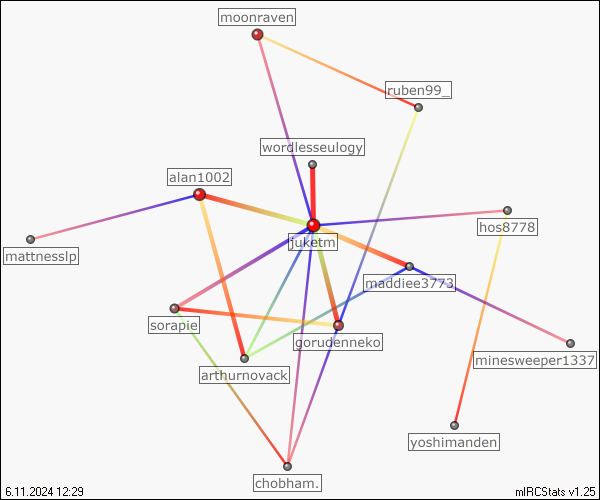 moonraven
ruben99_
wordlesseulogy
alan1002
hos8778
juketm
mattnesslp
maddiee3773
sorapie
gorudenneko
minesweeper1337
arthurnovack
yoshimanden
chobham.
6.11.2024 12:29
mIRCStats v1.25